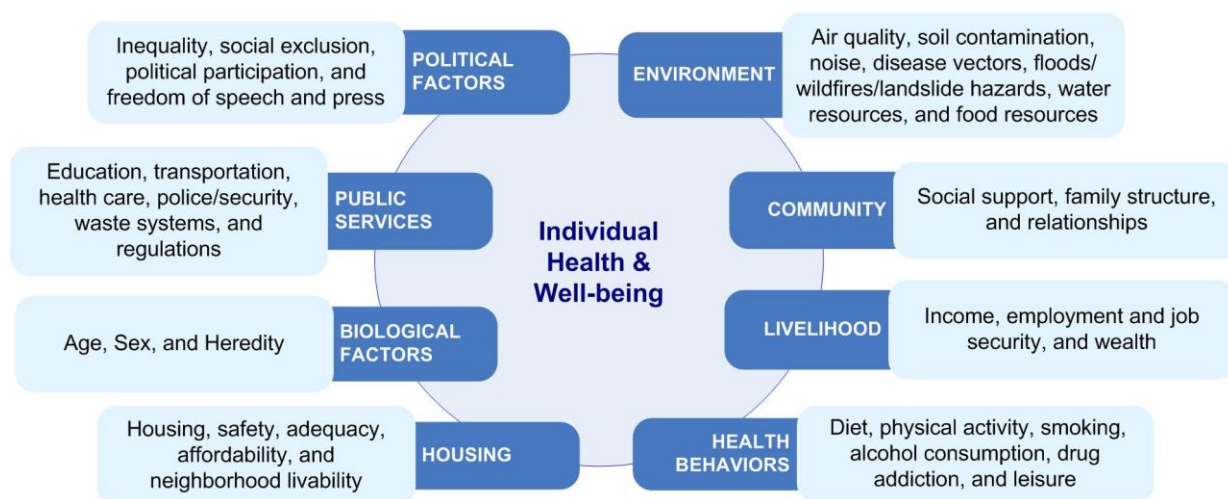 Inequality, social exclusion,
political participation, and
freedom of speech and press
POLITICAL
FACTORS
ENVIRONMENT
Air quality, soil contamination,
noise, disease vectors, floods/
wildfires/landslide hazards, water
resources, and food resources
Education, transportation,
health care, police/security,
waste systems, and
regulations
PUBLIC
SERVICES
COMMUNITY
Social support, family structure,
and relationships
Individual
Health &
Well-being
Age, Sex, and Heredity
BIOLOGICAL
FACTORS
LIVELIHOOD
Income, employment and job
security, and wealth
Housing, safety, adequacy,
affordability, and
neighborhood livability
HOUSING
HEALTH
BEHAVIORS
Diet, physical activity, smoking,
alcohol consumption, drug
addiction, and leisure